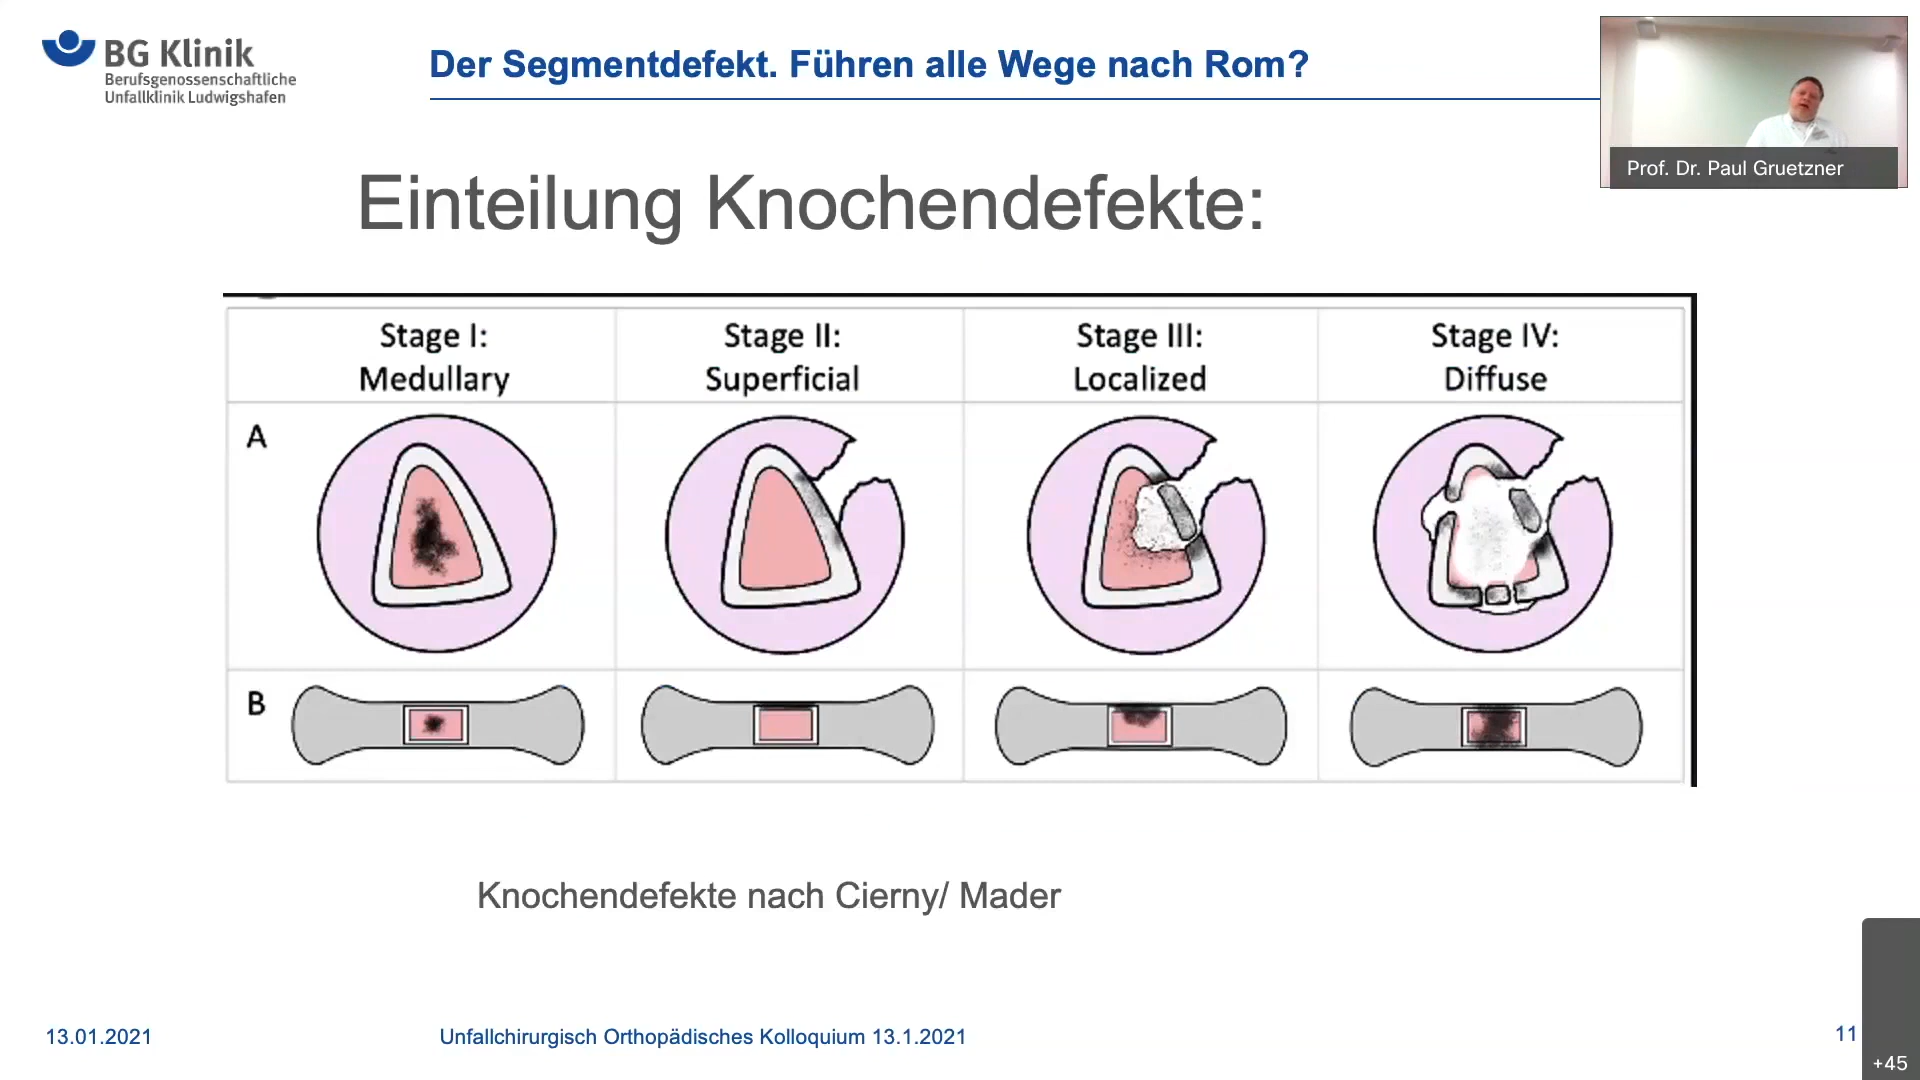 BG Klinik
Berufsgenossenschaftliche
Unfallklinik Ludwigshafen
Der Segmentdefekt. Führen alle Wege nach Rom?
Prof. Dr. Paul Gruetzner
Einteilung Knochendefekte:
Stage I:
Medullary
Stage II:
Superficial
Stage III:
Localized
Stage IV:
Diffuse
A
B
Knochendefekte nach Cierny/ Mader
13.01.2021
Unfallchirurgisch Orthopädisches Kolloquium 13.1.2021
11
+45